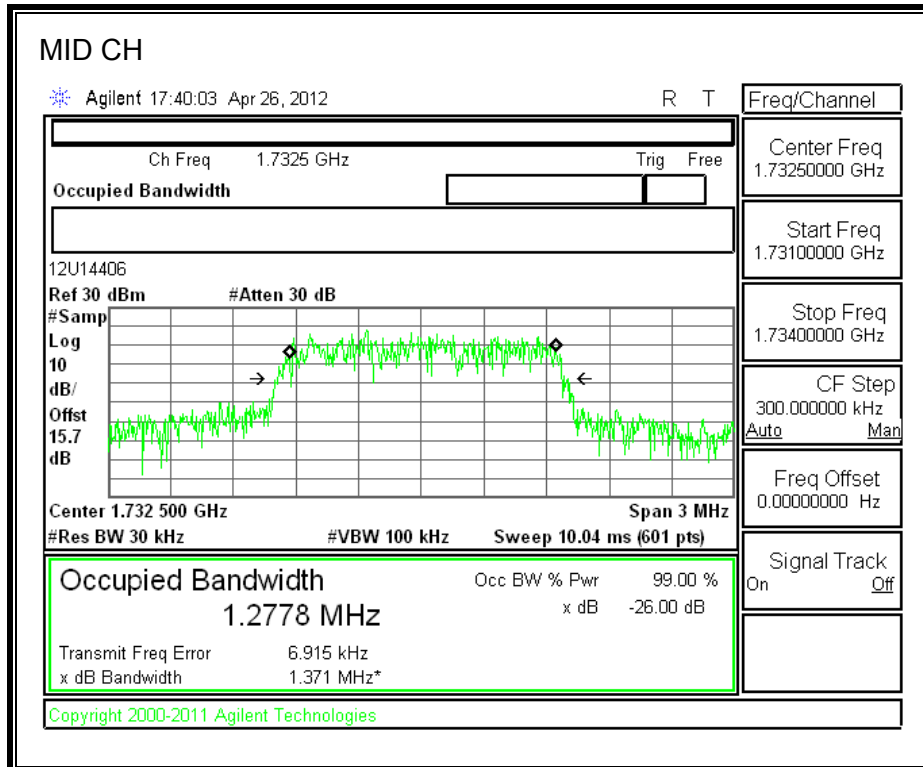 MID CH
Agilent 17:40:03 Apr 26, 2012 R T
Freq/Channel
Ch Freq 1.7325 GHz Trig Free
Occupied Bandwidth
12U14406
Ref 30 dBm #Atten 30 dB
#Samp
Log
10
dB/
Offst
15.7
dB
Center 1.732 500 GHz Span 3 MHz
#Res BW 30 kHz #VBW 100 kHz Sweep 10.04 ms (601 pts)
Occupied Bandwidth Occ BW % Pwr 99.00 %
1.2778 MHz x dB -26.00 dB
Transmit Freq Error 6.915 kHz
x dB Bandwidth 1.371 MHz*
Copyright 2000-2011 Agilent Technologies
Center Freq
1.73250000 GHz
Start Freq
1.73100000 GHz
Stop Freq
1.73400000 GHz
CF Step
300.000000 kHz
Auto Man
Freq Offset
0.00000000 Hz
Signal Track
On Off